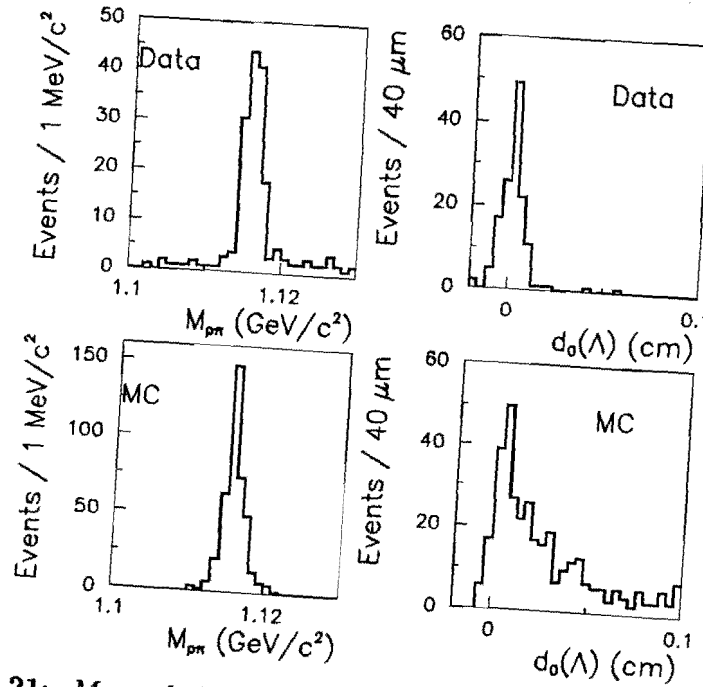 Events / 1 MeV/c²
50
40
30
20
10
0
Data
1.1
1.12
M_pπ (GeV/c²)
Events / 40 μm
60
40
20
0
Data
0
0.1
d₀(Λ) (cm)
Events / 1 MeV/c²
150
100
50
0
MC
1.1
1.12
M_pπ (GeV/c²)
Events / 40 μm
60
40
20
0
MC
0
0.1
d₀(Λ) (cm)
21: